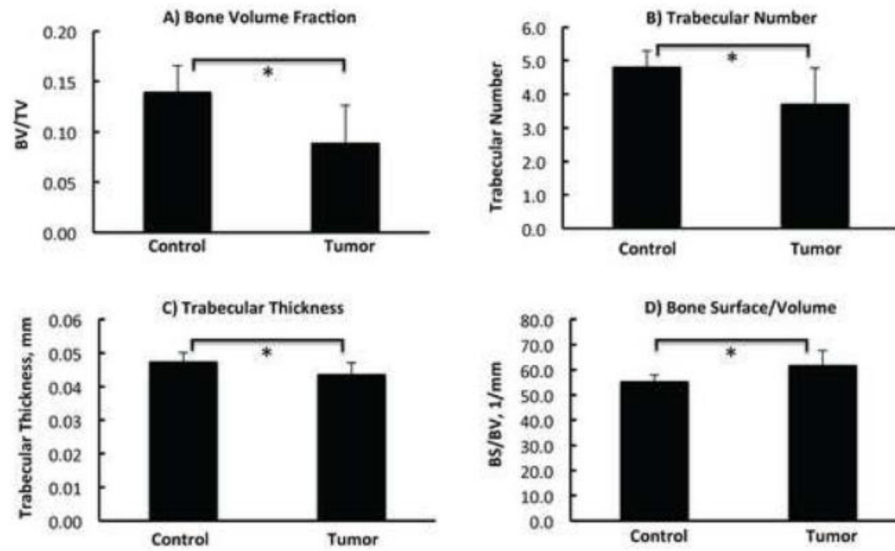 A) Bone Volume Fraction
BV/TV
0.20
0.15
0.10
0.05
0.00
*
Control Tumor
B) Trabecular Number
Trabecular Number
6.0
5.0
4.0
3.0
2.0
1.0
0.0
*
Control Tumor
C) Trabecular Thickness
Trabecular Thickness, mm
0.06
0.05
0.04
0.03
0.02
0.01
0.00
*
Control Tumor
D) Bone Surface/Volume
BS/BV, 1/mm
80.0
70.0
60.0
50.0
40.0
30.0
20.0
10.0
0.0
*
Control Tumor